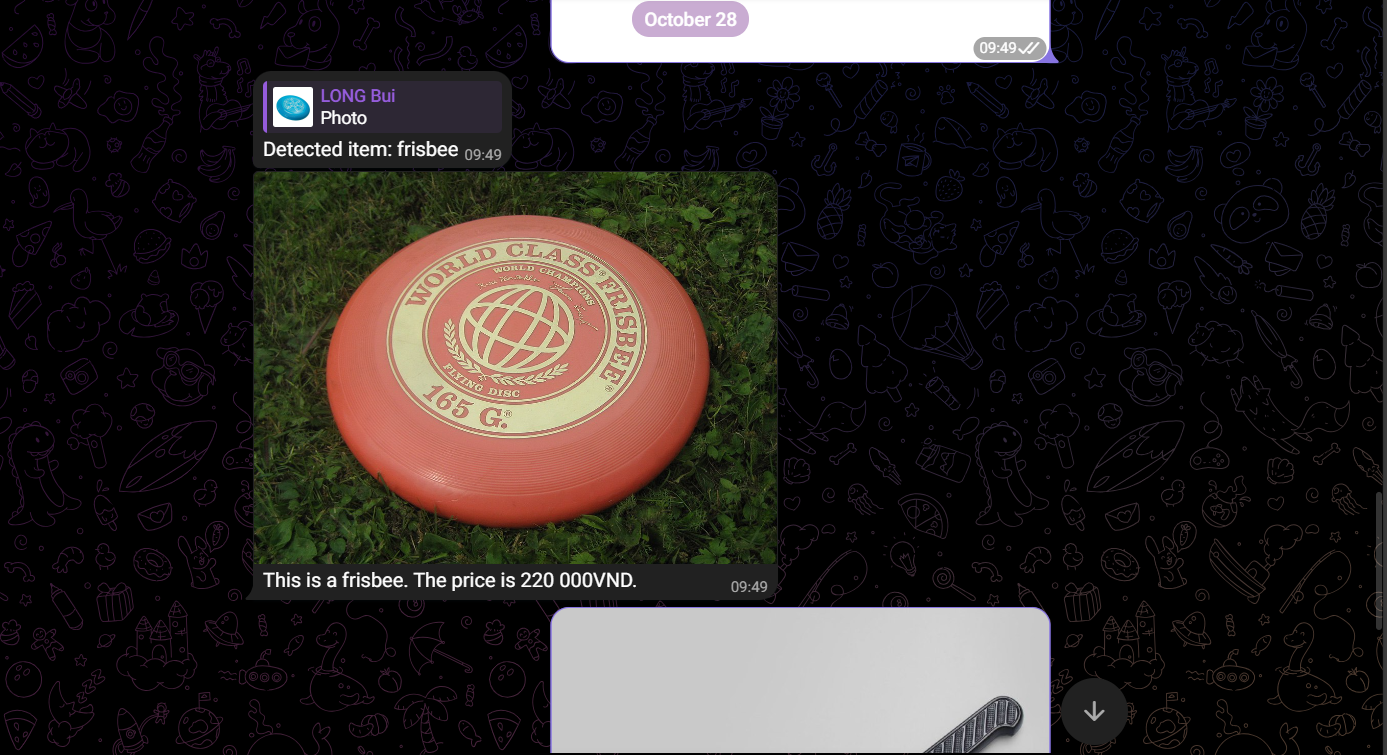 October 28
09:49
LONG Bui
Photo
Detected item: frisbee 09:49
WORLD CLASS® FRISBEE®
WORLD CHAMPIONS
FLYING DISC
165 G.®
This is a frisbee. The price is 220 000VND.
09:49